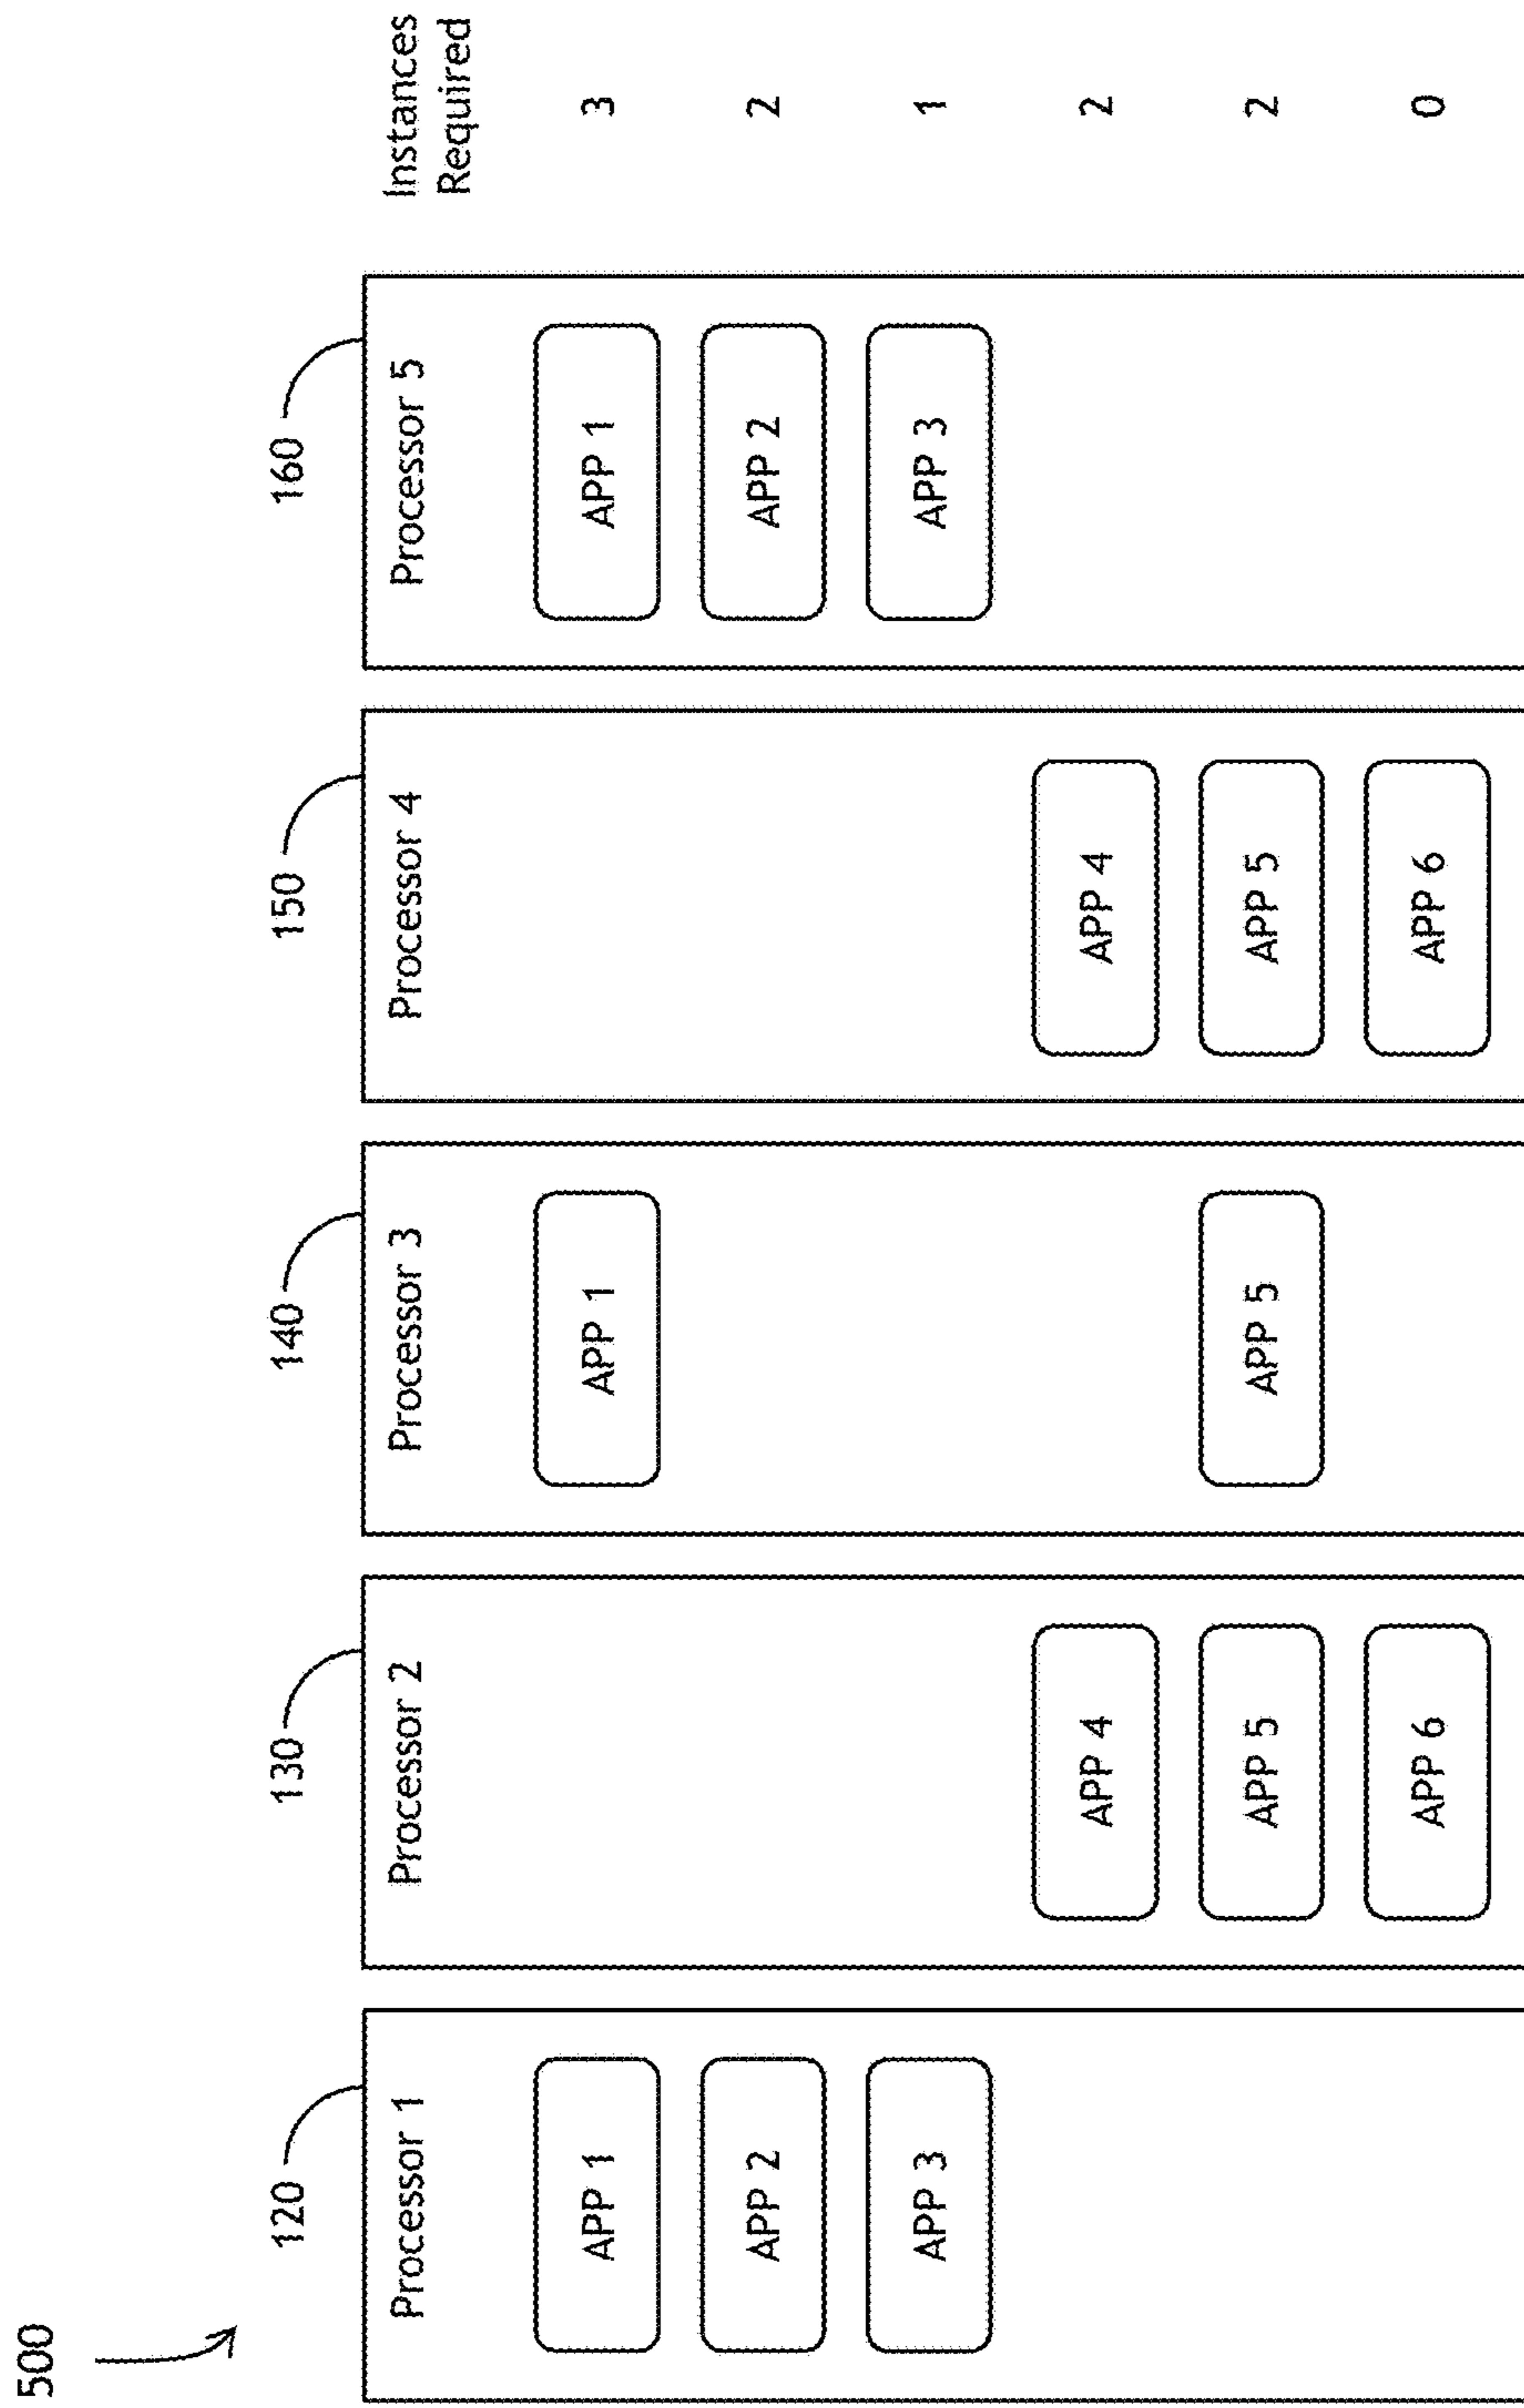 500
120
130
140
150
160
Processor 1
Processor 2
Processor 3
Processor 4
Processor 5
Instances
Required
APP 1
APP 1
APP 1
3
APP 2
APP 2
2
APP 3
APP 3
1
APP 4
APP 4
2
APP 5
APP 5
APP 5
2
APP 6
APP 6
0